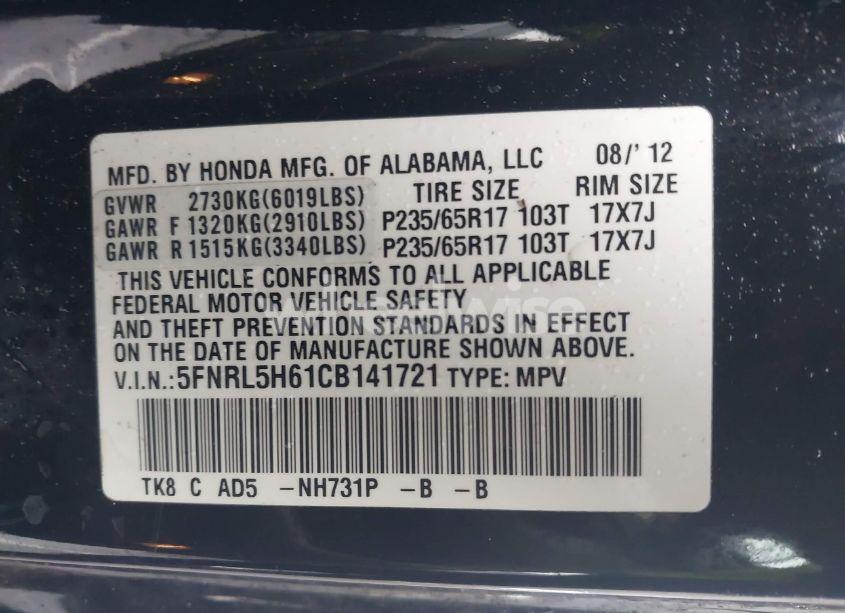 MFD. BY HONDA MFG. OF ALABAMA, LLC 08/' 12
GVWR 2730KG(6019LBS) TIRE SIZE RIM SIZE
GAWR F 1320KG(2910LBS) P235/65R17 103T 17X7J
GAWR R 1515KG(3340LBS) P235/65R17 103T 17X7J
THIS VEHICLE CONFORMS TO ALL APPLICABLE
FEDERAL MOTOR VEHICLE SAFETY
AND THEFT PREVENTION STANDARDS IN EFFECT
ON THE DATE OF MANUFACTURE SHOWN ABOVE.
V.I.N.: 5FNRL5H61CB141721 TYPE: MPV
TK8 C AD5 -NH731P -B -B